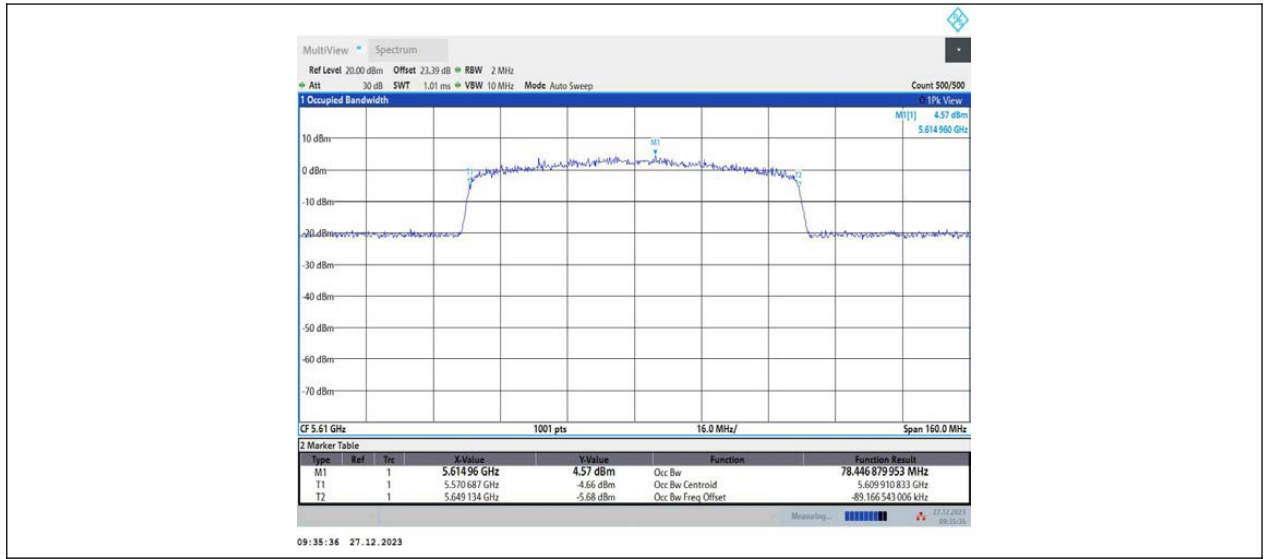 MultiView Spectrum
Ref Level 20.00 dBm Offset 23.39 dB RBW 2 MHz
Att 30 dB SWT 1.01 ms VBW 10 MHz Mode Auto Sweep Count 500/500
1 Occupied Bandwidth 1Pk View
M1[1] 4.57 dBm
5.614 960 GHz
10 dBm
M1
0 dBm
T1
T2
-10 dBm
-20 dBm
-30 dBm
-40 dBm
-50 dBm
-60 dBm
-70 dBm
CF 5.61 GHz 1001 pts 16.0 MHz/ Span 160.0 MHz
2 Marker Table
Type Ref Trc X-Value Y-Value Function Function Result
M1 1 5.614 96 GHz 4.57 dBm Occ Bw 78.446 879 953 MHz
T1 1 5.570 687 GHz -4.66 dBm Occ Bw Centroid 5.609 910 833 GHz
T2 1 5.649 134 GHz -5.68 dBm Occ Bw Freq Offset -89.166 543 006 kHz
Measuring... 27.12.2023
09:35:35
09:35:36 27.12.2023